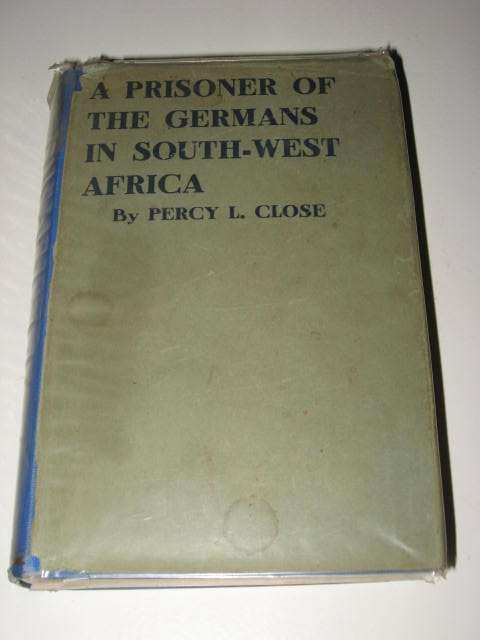 A PRISONER OF
THE GERMANS
IN SOUTH-WEST
AFRICA
By PERCY L. CLOSE